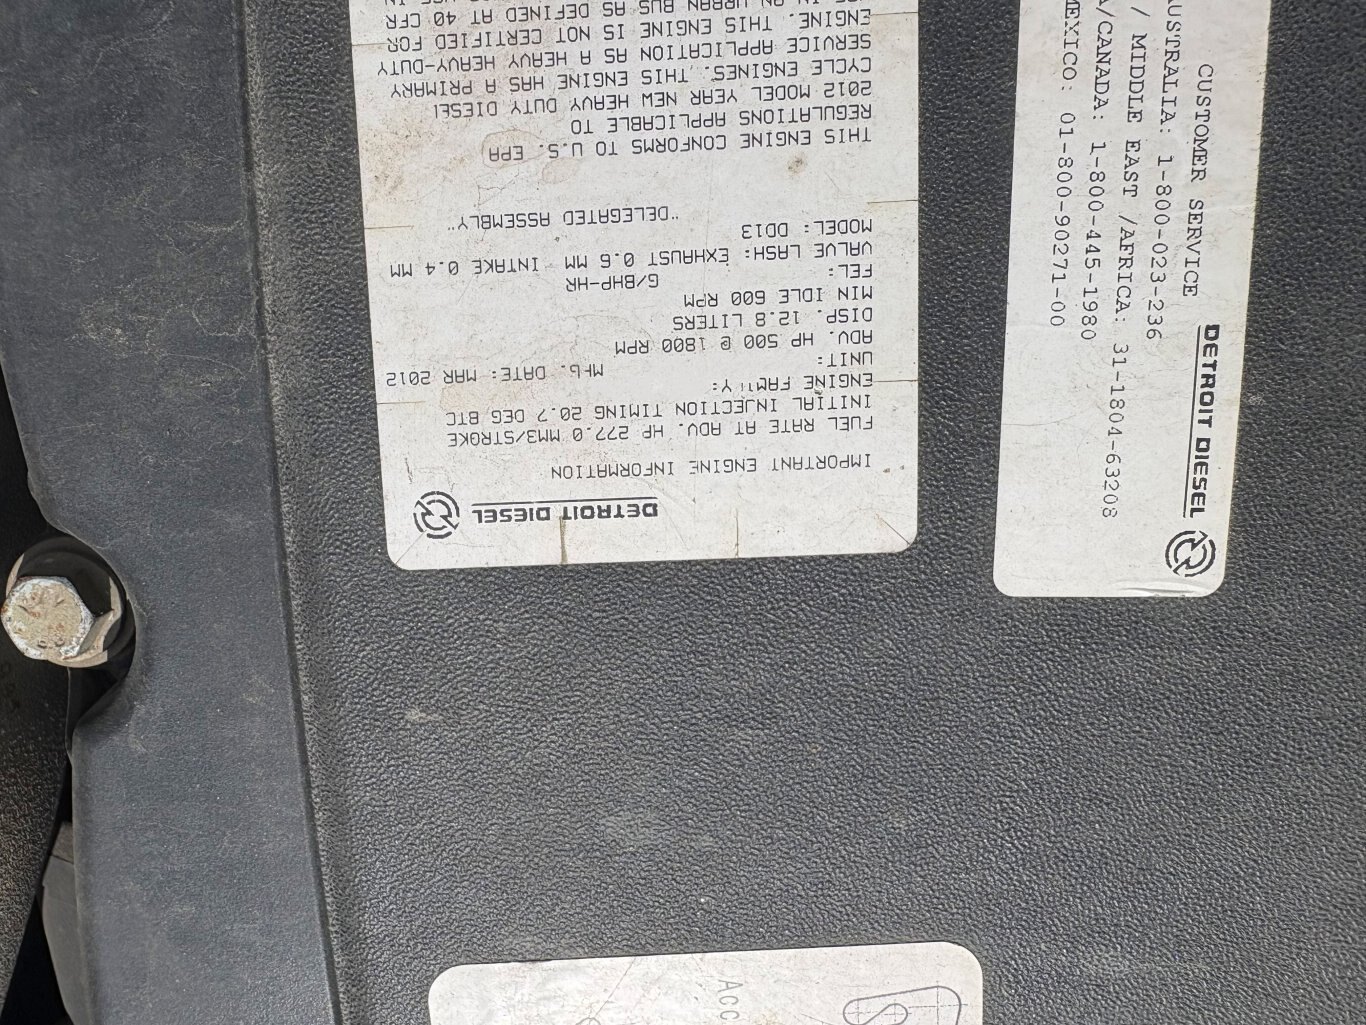 DETROIT DIESEL
IMPORTANT ENGINE INFORMATION
FUEL RATE AT ADV. HP 277.0 MM3/STROKE
INITIAL INJECTION TIMING 20.7 DEG BTC
ENGINE FAMILY:
UNIT: MFG. DATE: MAR 2012
ADV. HP 500 @ 1800 RPM
DISP. 12.8 LITERS
MIN IDLE 600 RPM
FEL: G/BHP-HR
VALVE LASH: EXHAUST 0.6 MM INTAKE 0.4 MM
MODEL: DD13
"DELEGATED ASSEMBLY"
THIS ENGINE CONFORMS TO U.S. EPA
REGULATIONS APPLICABLE TO
2012 MODEL YEAR NEW HEAVY DUTY DIESEL
CYCLE ENGINES. THIS ENGINE HAS A PRIMARY
SERVICE APPLICATION AS A HEAVY HEAVY-DUTY
ENGINE. THIS ENGINE IS NOT CERTIFIED FOR
USE IN AN URBAN BUS AS DEFINED AT 40 CFR
DETROIT DIESEL
CUSTOMER SERVICE
AUSTRALIA: 1-800-023-236
/ MIDDLE EAST /AFRICA: 31-1804-63208
A/CANADA: 1-800-445-1980
MEXICO: 01-800-90271-00
Acc